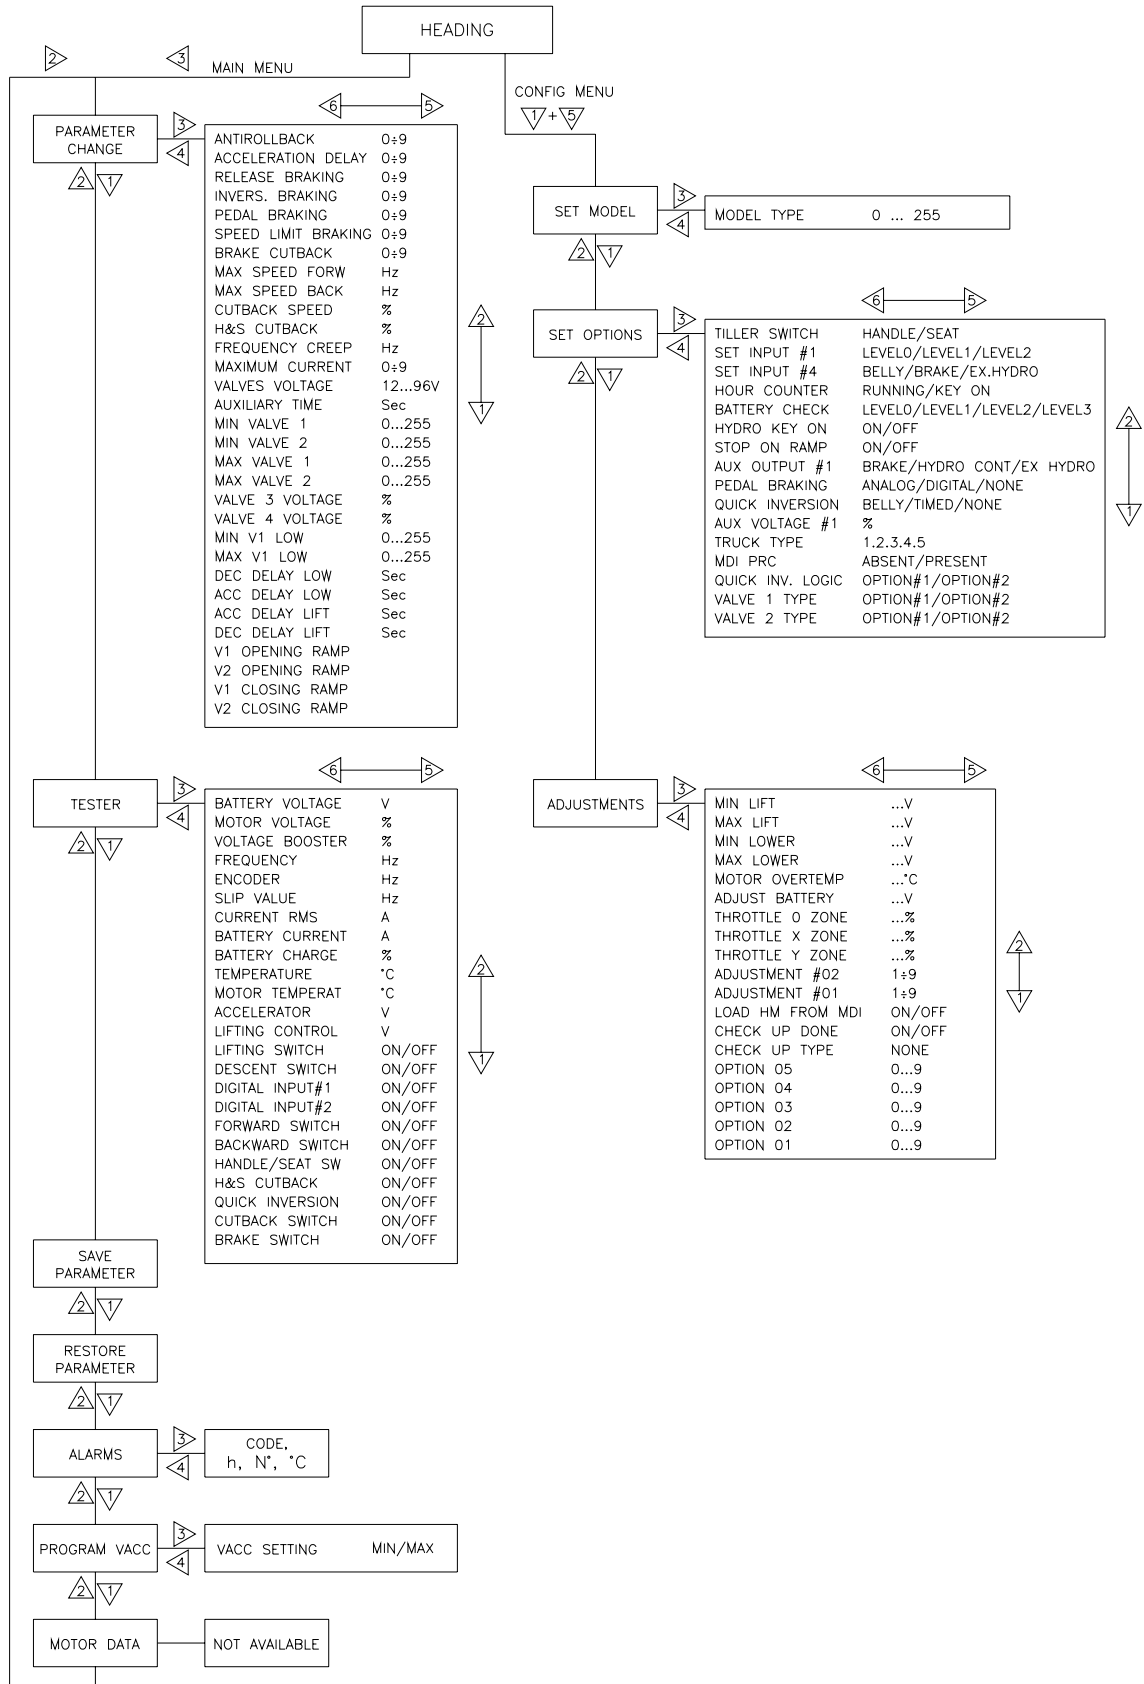 HEADING
2
3
MAIN MENU
CONFIG MENU
1 + 5
6 5
PARAMETER
CHANGE
3
4
2 1
ANTIROLLBACK 0÷9
ACCELERATION DELAY 0÷9
RELEASE BRAKING 0÷9
INVERS. BRAKING 0÷9
PEDAL BRAKING 0÷9
SPEED LIMIT BRAKING 0÷9
BRAKE CUTBACK 0÷9
MAX SPEED FORW Hz
MAX SPEED BACK Hz
CUTBACK SPEED %
H&S CUTBACK %
FREQUENCY CREEP Hz
MAXIMUM CURRENT 0÷9
VALVES VOLTAGE 12...96V
AUXILIARY TIME Sec
MIN VALVE 1 0...255
MIN VALVE 2 0...255
MAX VALVE 1 0...255
MAX VALVE 2 0...255
VALVE 3 VOLTAGE %
VALVE 4 VOLTAGE %
MIN V1 LOW 0...255
MAX V1 LOW 0...255
DEC DELAY LOW Sec
ACC DELAY LOW Sec
ACC DELAY LIFT Sec
DEC DELAY LIFT Sec
V1 OPENING RAMP
V2 OPENING RAMP
V1 CLOSING RAMP
V2 CLOSING RAMP
2
1
SET MODEL
3
4
2 1
MODEL TYPE 0 ... 255
6 5
SET OPTIONS
3
4
2 1
TILLER SWITCH HANDLE/SEAT
SET INPUT #1 LEVEL0/LEVEL1/LEVEL2
SET INPUT #4 BELLY/BRAKE/EX.HYDRO
HOUR COUNTER RUNNING/KEY ON
BATTERY CHECK LEVEL0/LEVEL1/LEVEL2/LEVEL3
HYDRO KEY ON ON/OFF
STOP ON RAMP ON/OFF
AUX OUTPUT #1 BRAKE/HYDRO CONT/EX HYDRO
PEDAL BRAKING ANALOG/DIGITAL/NONE
QUICK INVERSION BELLY/TIMED/NONE
AUX VOLTAGE #1 %
TRUCK TYPE 1.2.3.4.5
MDI PRC ABSENT/PRESENT
QUICK INV. LOGIC OPTION#1/OPTION#2
VALVE 1 TYPE OPTION#1/OPTION#2
VALVE 2 TYPE OPTION#1/OPTION#2
2
1
6 5
TESTER
3
4
2 1
BATTERY VOLTAGE V
MOTOR VOLTAGE %
VOLTAGE BOOSTER %
FREQUENCY Hz
ENCODER Hz
SLIP VALUE Hz
CURRENT RMS A
BATTERY CURRENT A
BATTERY CHARGE %
TEMPERATURE °C
MOTOR TEMPERAT °C
ACCELERATOR V
LIFTING CONTROL V
LIFTING SWITCH ON/OFF
DESCENT SWITCH ON/OFF
DIGITAL INPUT#1 ON/OFF
DIGITAL INPUT#2 ON/OFF
FORWARD SWITCH ON/OFF
BACKWARD SWITCH ON/OFF
HANDLE/SEAT SW ON/OFF
H&S CUTBACK ON/OFF
QUICK INVERSION ON/OFF
CUTBACK SWITCH ON/OFF
BRAKE SWITCH ON/OFF
2
1
6 5
ADJUSTMENTS
3
4
MIN LIFT ...V
MAX LIFT ...V
MIN LOWER ...V
MAX LOWER ...V
MOTOR OVERTEMP ...°C
ADJUST BATTERY ...V
THROTTLE 0 ZONE ...%
THROTTLE X ZONE ...%
THROTTLE Y ZONE ...%
ADJUSTMENT #02 1÷9
ADJUSTMENT #01 1÷9
LOAD HM FROM MDI ON/OFF
CHECK UP DONE ON/OFF
CHECK UP TYPE NONE
OPTION 05 0...9
OPTION 04 0...9
OPTION 03 0...9
OPTION 02 0...9
OPTION 01 0...9
2
1
SAVE
PARAMETER
2 1
RESTORE
PARAMETER
2 1
ALARMS
3
4
CODE,
h, N°, °C
2 1
PROGRAM VACC
3
4
VACC SETTING MIN/MAX
2 1
MOTOR DATA
NOT AVAILABLE